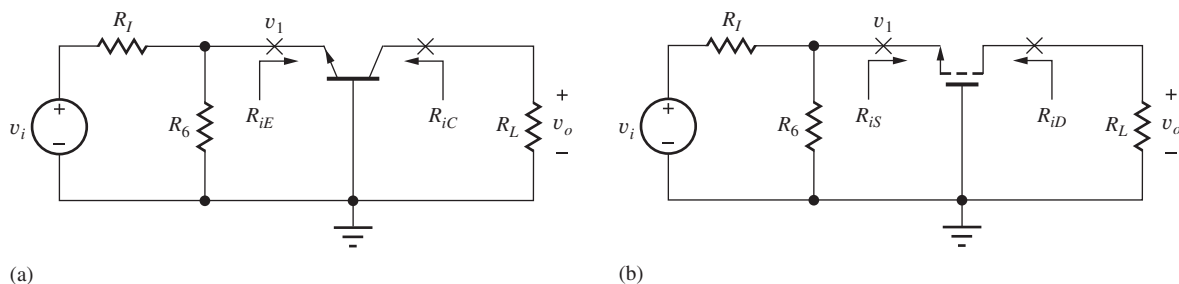 R_I
v_1
+
−
v_i
R_6
R_iE
R_iC
R_L
+
v_o
−
(a)
R_I
v_1
+
−
v_i
R_6
R_iS
R_iD
R_L
+
v_o
−
(b)